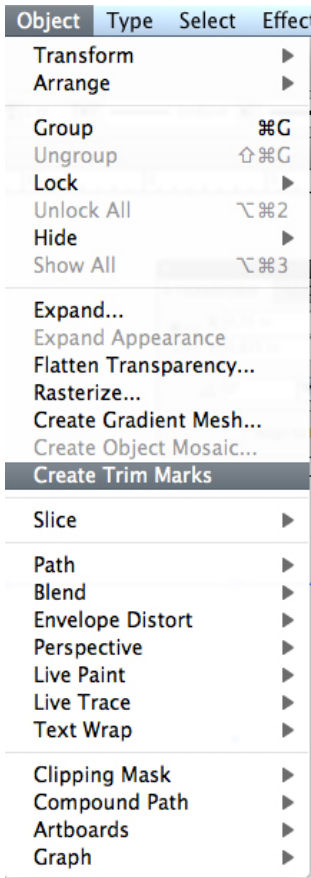 Object Type Select Effec
Transform ▶
Arrange ▶
Group ⌘G
Ungroup ⇧⌘G
Lock ▶
Unlock All ⌥⌘2
Hide ▶
Show All ⌥⌘3
Expand...
Expand Appearance
Flatten Transparency...
Rasterize...
Create Gradient Mesh...
Create Object Mosaic...
Create Trim Marks
Slice ▶
Path ▶
Blend ▶
Envelope Distort ▶
Perspective ▶
Live Paint ▶
Live Trace ▶
Text Wrap ▶
Clipping Mask ▶
Compound Path ▶
Artboards ▶
Graph ▶